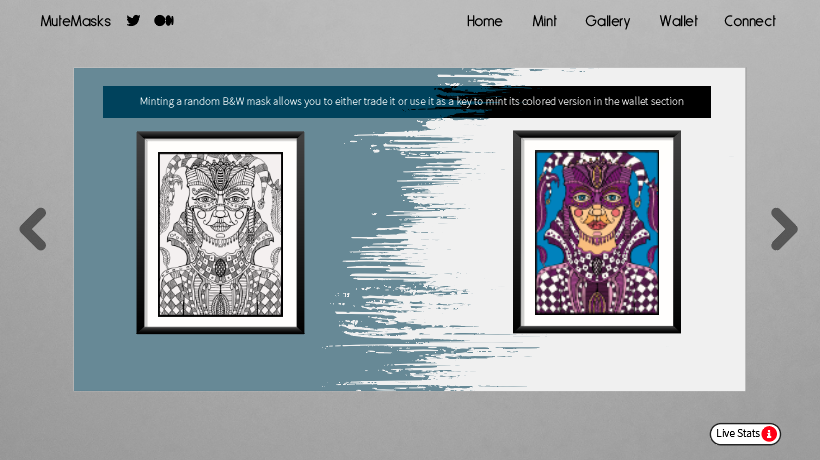 MuteMasks
Home Mint Gallery Wallet Connect
Minting a random B&W mask allows you to either trade it or use it as a key to mint its colored version in the wallet section
Live Stats